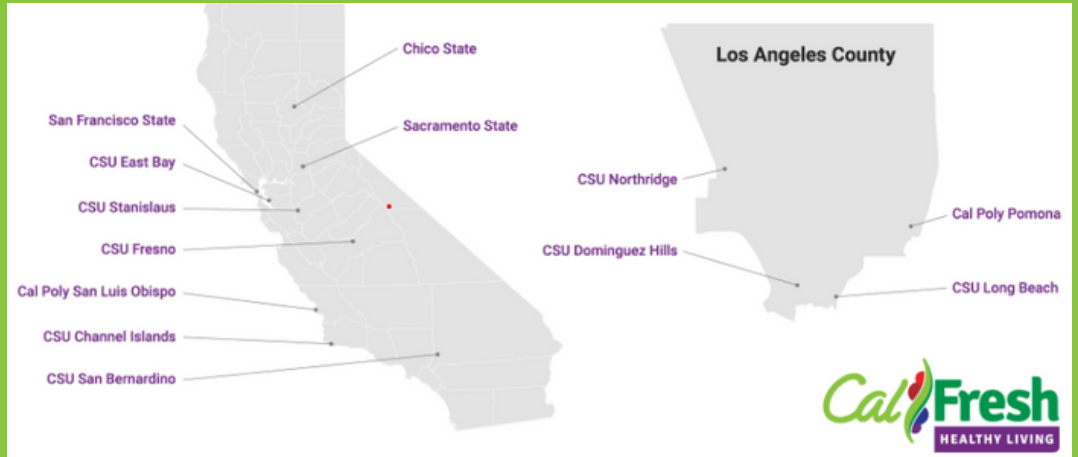 Chico State
Sacramento State
San Francisco State
CSU East Bay
CSU Stanislaus
CSU Fresno
Cal Poly San Luis Obispo
CSU Channel Islands
CSU San Bernardino
Los Angeles County
CSU Northridge
Cal Poly Pomona
CSU Dominguez Hills
CSU Long Beach
CalFresh
HEALTHY LIVING